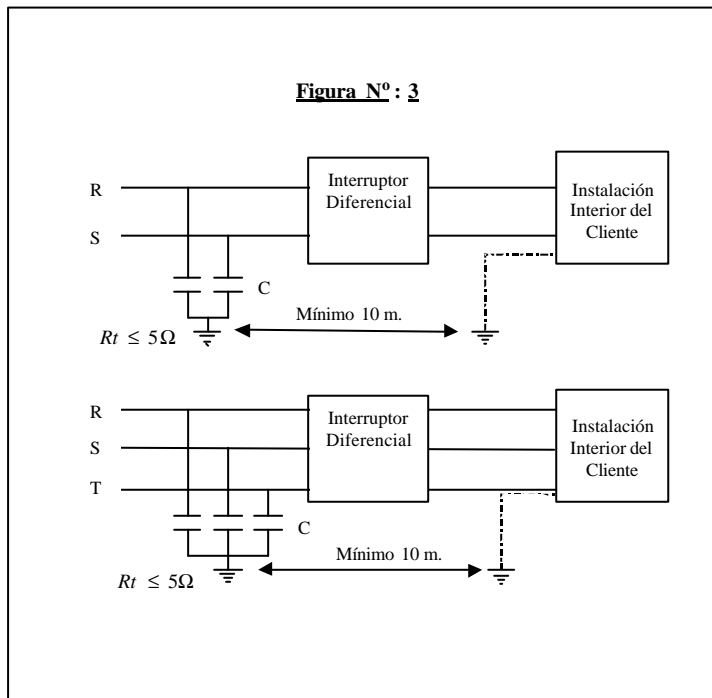 Figura Nº : 3
R
S
Interruptor
Diferencial
Instalación
Interior del
Cliente
C
Mínimo 10 m.
Rt ≤ 5Ω
R
S
T
Interruptor
Diferencial
Instalación
Interior del
Cliente
C
Mínimo 10 m.
Rt ≤ 5Ω